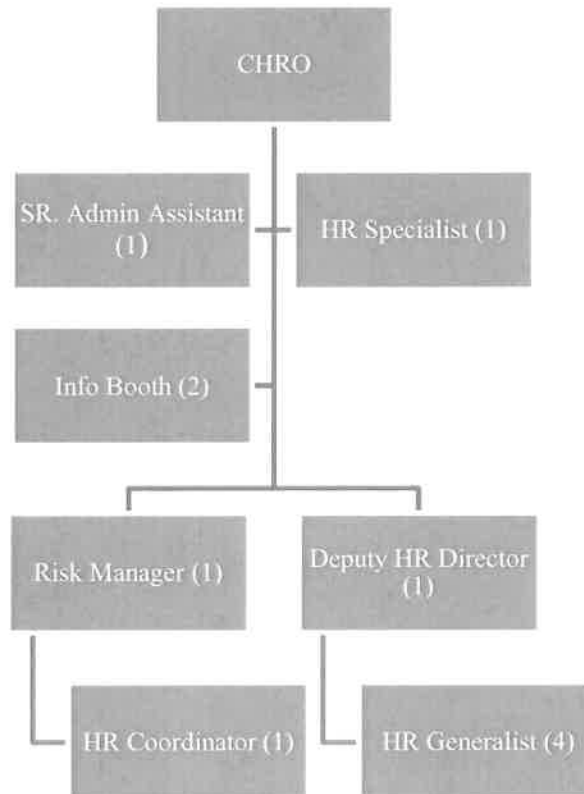 CHRO
SR. Admin Assistant
(1)
HR Specialist (1)
Info Booth (2)
Risk Manager (1)
Deputy HR Director
(1)
HR Coordinator (1)
HR Generalist (4)